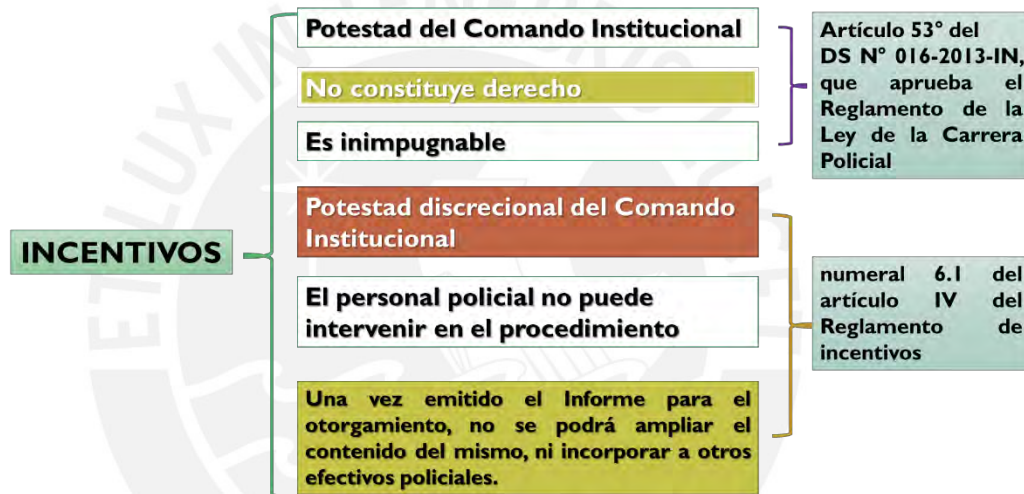 INCENTIVOS
Potestad del Comando Institucional
No constituye derecho
Es inimpugnable
Artículo 53° del
DS N° 016-2013-IN,
que aprueba el
Reglamento de la
Ley de la Carrera
Policial
Potestad discrecional del Comando
Institucional
El personal policial no puede
intervenir en el procedimiento
Una vez emitido el Informe para el
otorgamiento, no se podrá ampliar el
contenido del mismo, ni incorporar a otros
efectivos policiales.
numeral 6.1 del
artículo IV del
Reglamento de
incentivos